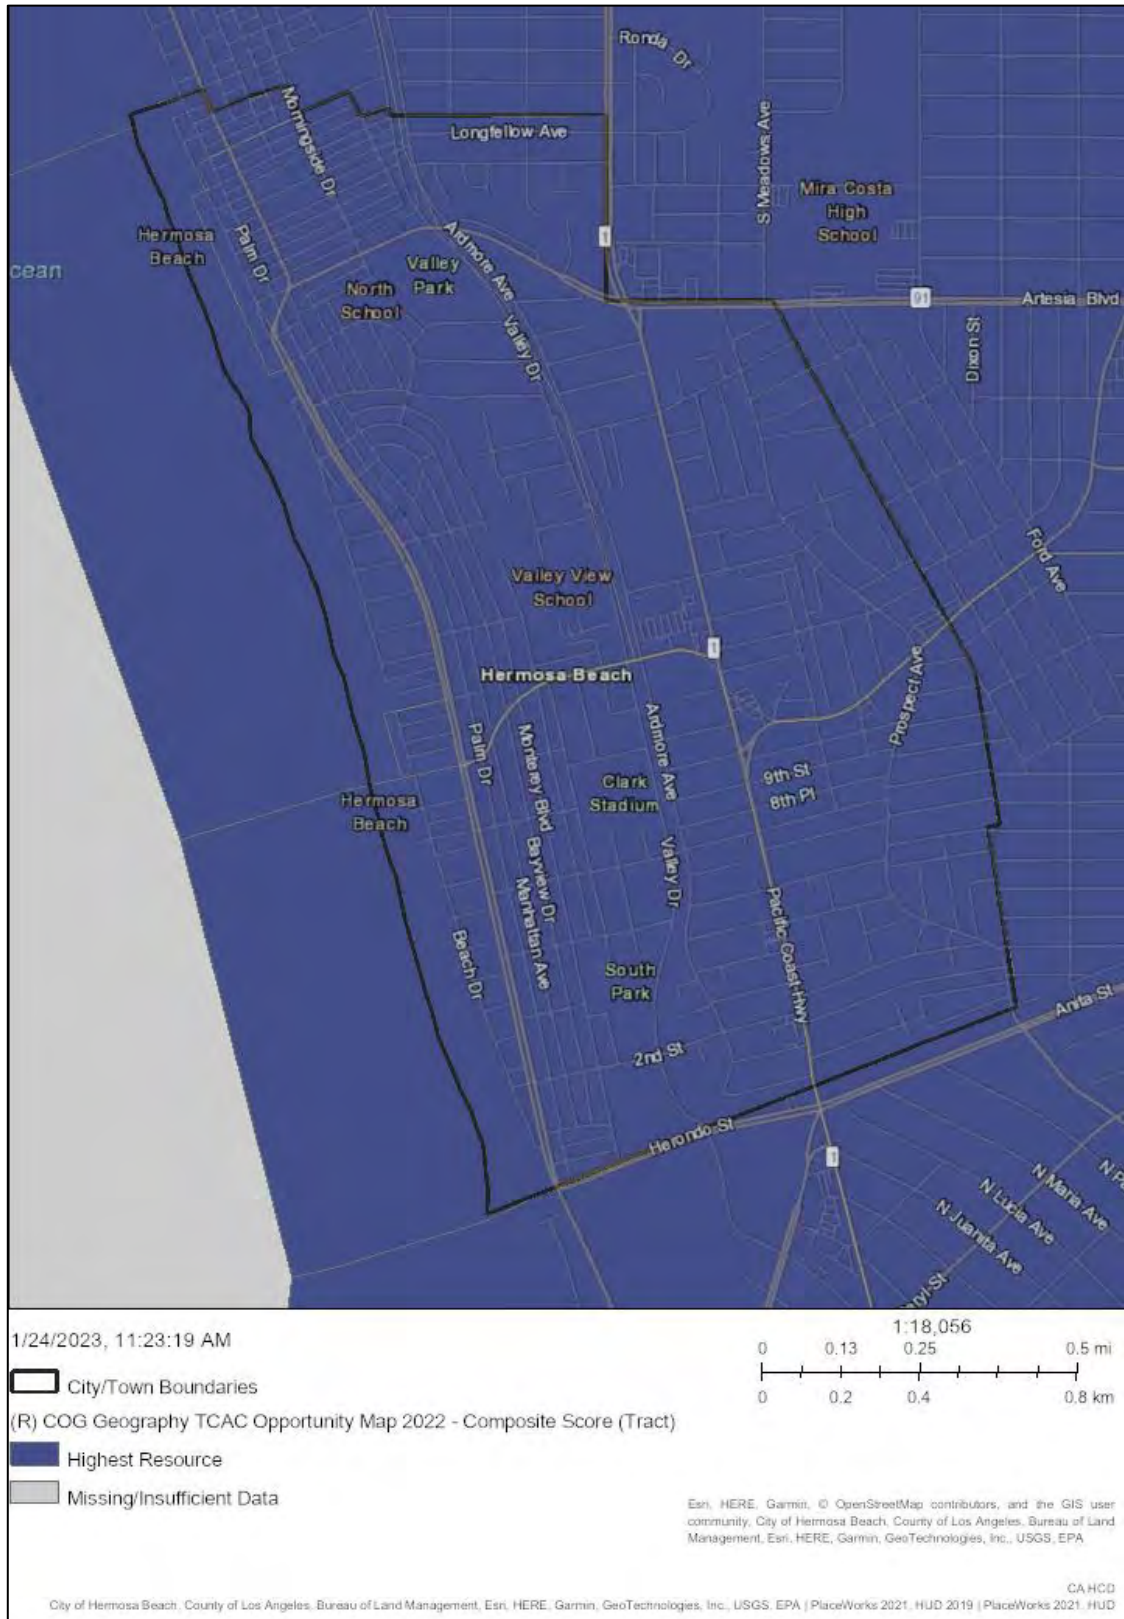 Ronda Dr
Morningside Dr
Longfellow Ave
S Meadows Ave
Mira Costa
High
School
Hermosa
Beach
Palm Dr
1
Ardmore Ave
Valley
Park
cean
North
School
91
Artesia Blvd
Valley Dr
Dixon St
Ford Ave
Valley View
School
1
Hermosa Beach
Prospect Ave
Palm Dr
Monterey Blvd
Ardmore Ave
9th St
8th Pl
Clark
Stadium
Hermosa
Beach
Bayview Dr
Manhattan Ave
Valley Dr
Pacific Coast Hwy
Beach Dr
South
Park
Anita St
2nd St
Herondo St
1
N Maria Ave
N Lucia Ave
N Juanita Ave
N Pa
aryl St
1/24/2023, 11:23:19 AM
City/Town Boundaries
(R) COG Geography TCAC Opportunity Map 2022 - Composite Score (Tract)
Highest Resource
Missing/Insufficient Data
1:18,056
0 0.13 0.25 0.5 mi
0 0.2 0.4 0.8 km
Esri, HERE, Garmin, © OpenStreetMap contributors, and the GIS user
community, City of Hermosa Beach, County of Los Angeles, Bureau of Land
Management, Esri, HERE, Garmin, GeoTechnologies, Inc., USGS, EPA
CA HCD
City of Hermosa Beach, County of Los Angeles, Bureau of Land Management, Esri, HERE, Garmin, GeoTechnologies, Inc., USGS, EPA | PlaceWorks 2021, HUD 2019 | PlaceWorks 2021, HUD